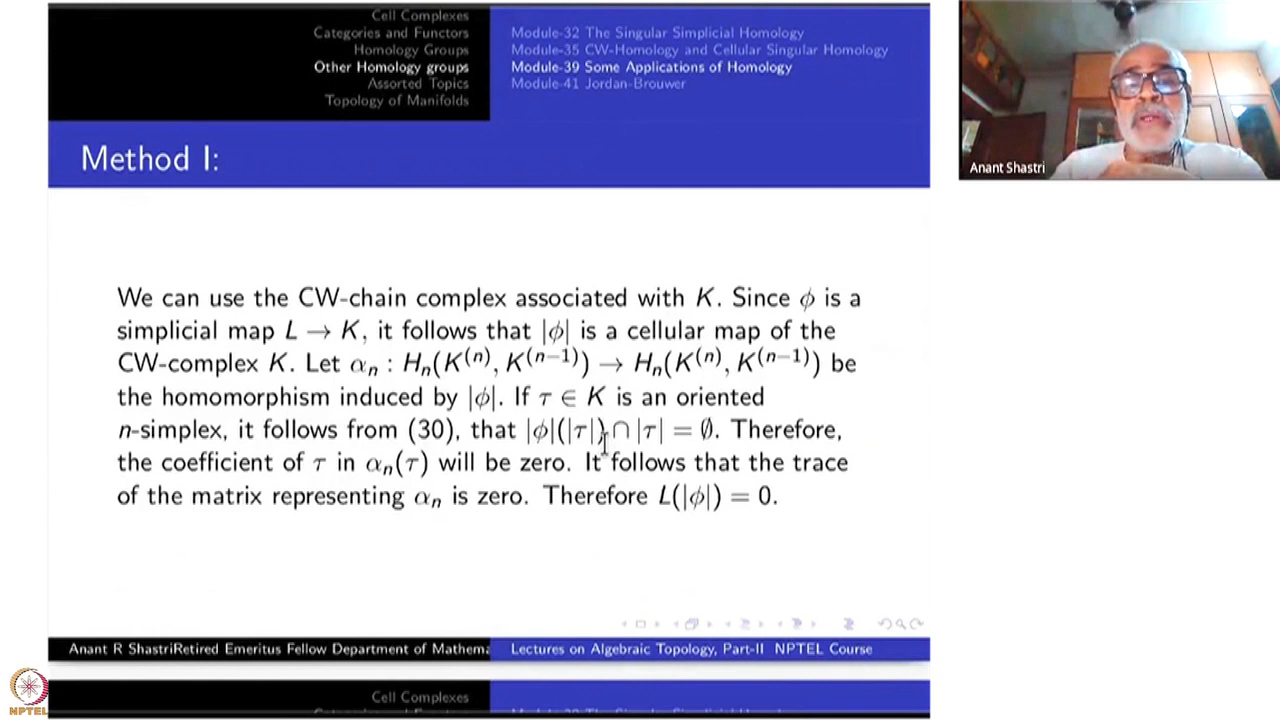 Cell Complexes
Categories and Functors
Homology Groups
Other Homology groups
Assorted Topics
Topology of Manifolds
Module-32 The Singular Simplicial Homology
Module-35 CW-Homology and Cellular Singular Homology
Module-39 Some Applications of Homology
Module-41 Jordan-Brouwer
Anant Shastri
Method I:
We can use the CW-chain complex associated with K. Since ϕ is a
simplicial map L → K, it follows that |ϕ| is a cellular map of the
CW-complex K. Let αₙ : Hₙ(K⁽ⁿ⁾, K⁽ⁿ⁻¹⁾) → Hₙ(K⁽ⁿ⁾, K⁽ⁿ⁻¹⁾) be
the homomorphism induced by |ϕ|. If τ ∈ K is an oriented
n-simplex, it follows from (30), that |ϕ|(|τ|) ∩ |τ| = ∅. Therefore,
the coefficient of τ in αₙ(τ) will be zero. It follows that the trace
of the matrix representing αₙ is zero. Therefore L(|ϕ|) = 0.
Anant R ShastriRetired Emeritus Fellow Department of Mathema
Lectures on Algebraic Topology, Part-II NPTEL Course
NPTEL
Cell Complexes